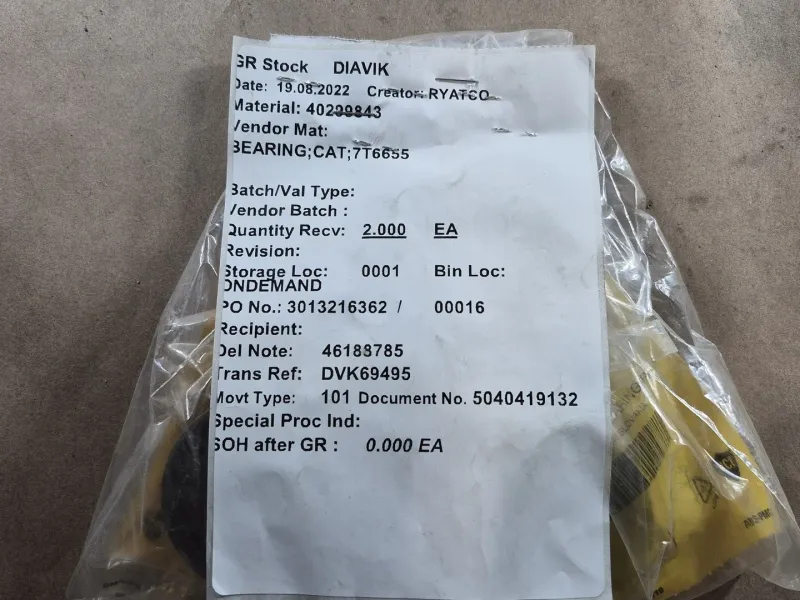 GR Stock DIAVIK
Date: 19.08.2022 Creator: RYATCO
Material: 40299843
Vendor Mat:
BEARING;CAT;7T6655
Batch/Val Type:
Vendor Batch :
Quantity Recv: 2.000 EA
Revision:
Storage Loc: 0001 Bin Loc:
ONDEMAND
PO No.: 3013216362 / 00016
Recipient:
Del Note: 46188785
Trans Ref: DVK69495
Movt Type: 101 Document No. 5040419132
Special Proc Ind:
SOH after GR : 0.000 EA